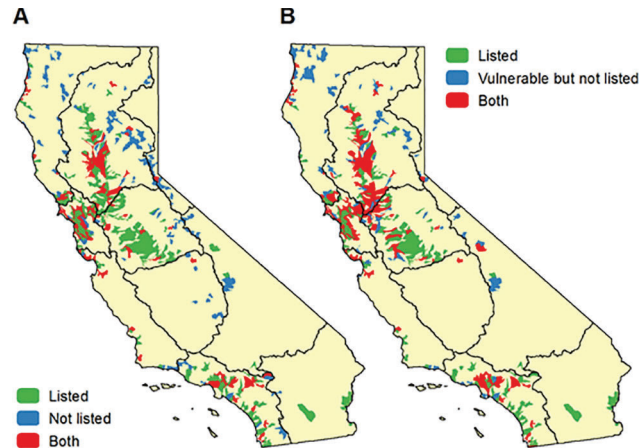 A
B
Listed
Vulnerable but not listed
Both
Listed
Not listed
Both